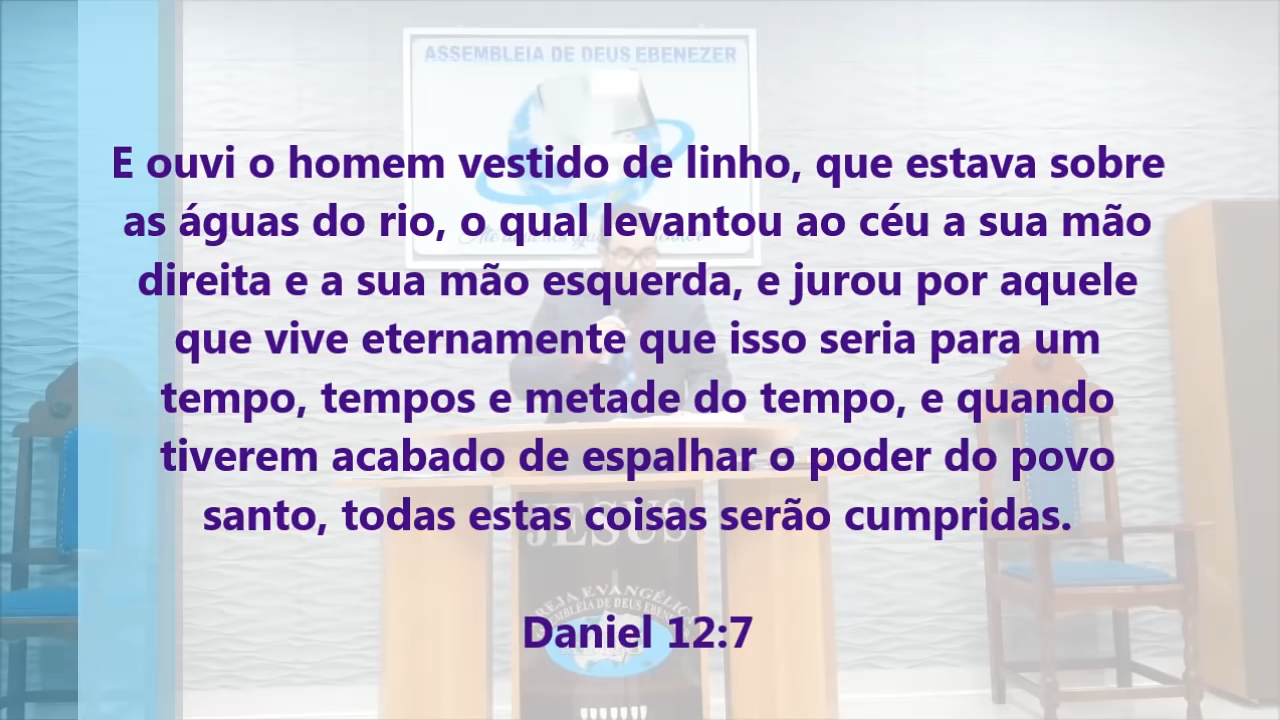 ASSEMBLEIA DE DEUS EBENEZER
E ouvi o homem vestido de linho, que estava sobre
as águas do rio, o qual levantou ao céu a sua mão
direita e a sua mão esquerda, e jurou por aquele
que vive eternamente que isso seria para um
tempo, tempos e metade do tempo, e quando
tiverem acabado de espalhar o poder do povo
santo, todas estas coisas serão cumpridas.
JESUS
Daniel 12:7